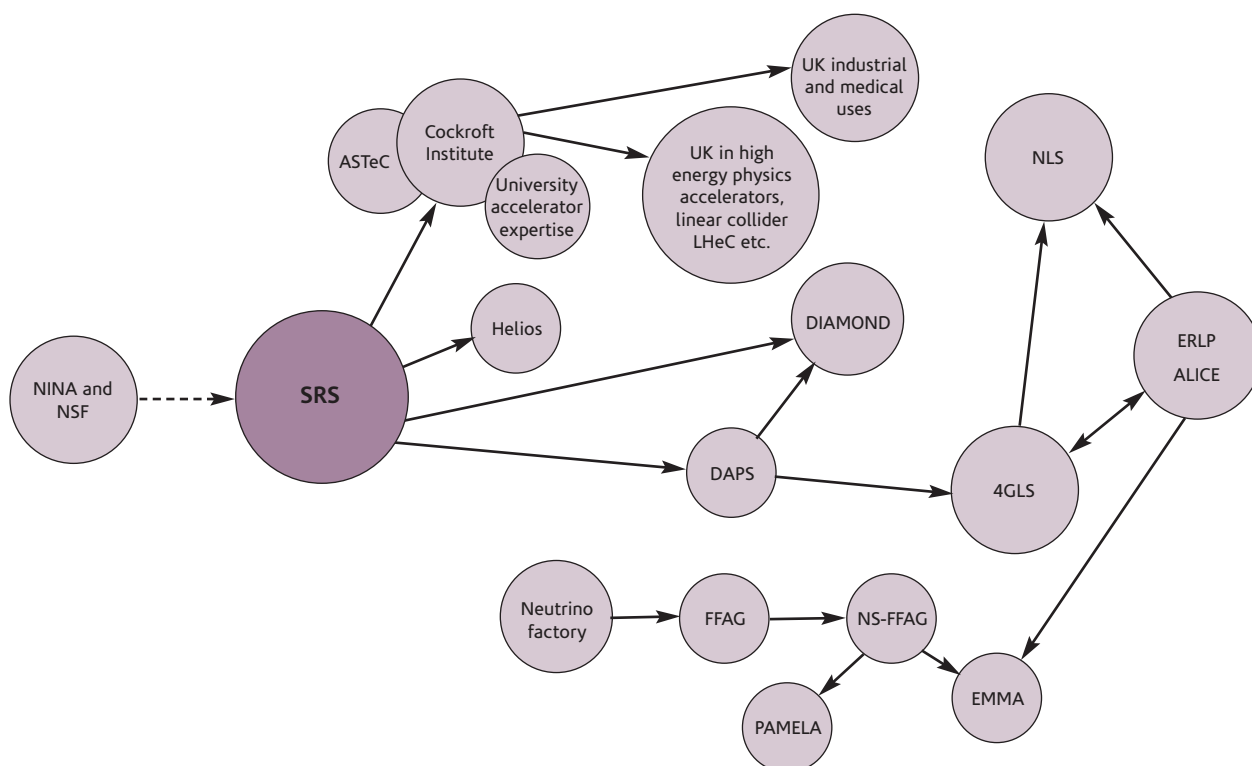 UK industrial
and medical
uses
ASTeC
Cockroft
Institute
University
accelerator
expertise
UK in high
energy physics
accelerators,
linear collider
LHeC etc.
NLS
Helios
DIAMOND
ERLP
ALICE
NINA and
NSF
SRS
DAPS
4GLS
Neutrino
factory
FFAG
NS-FFAG
PAMELA
EMMA